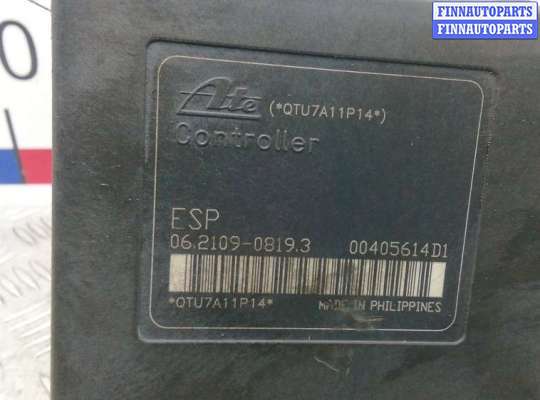 FINNAUTOPARTS
FINNAUTOPARTS
Ate (*QTU7A11P14*)
Controller
ESP
06.2109-0819.3 00405614D1
*QTU7A11P14* MADE IN PHILIPPINES